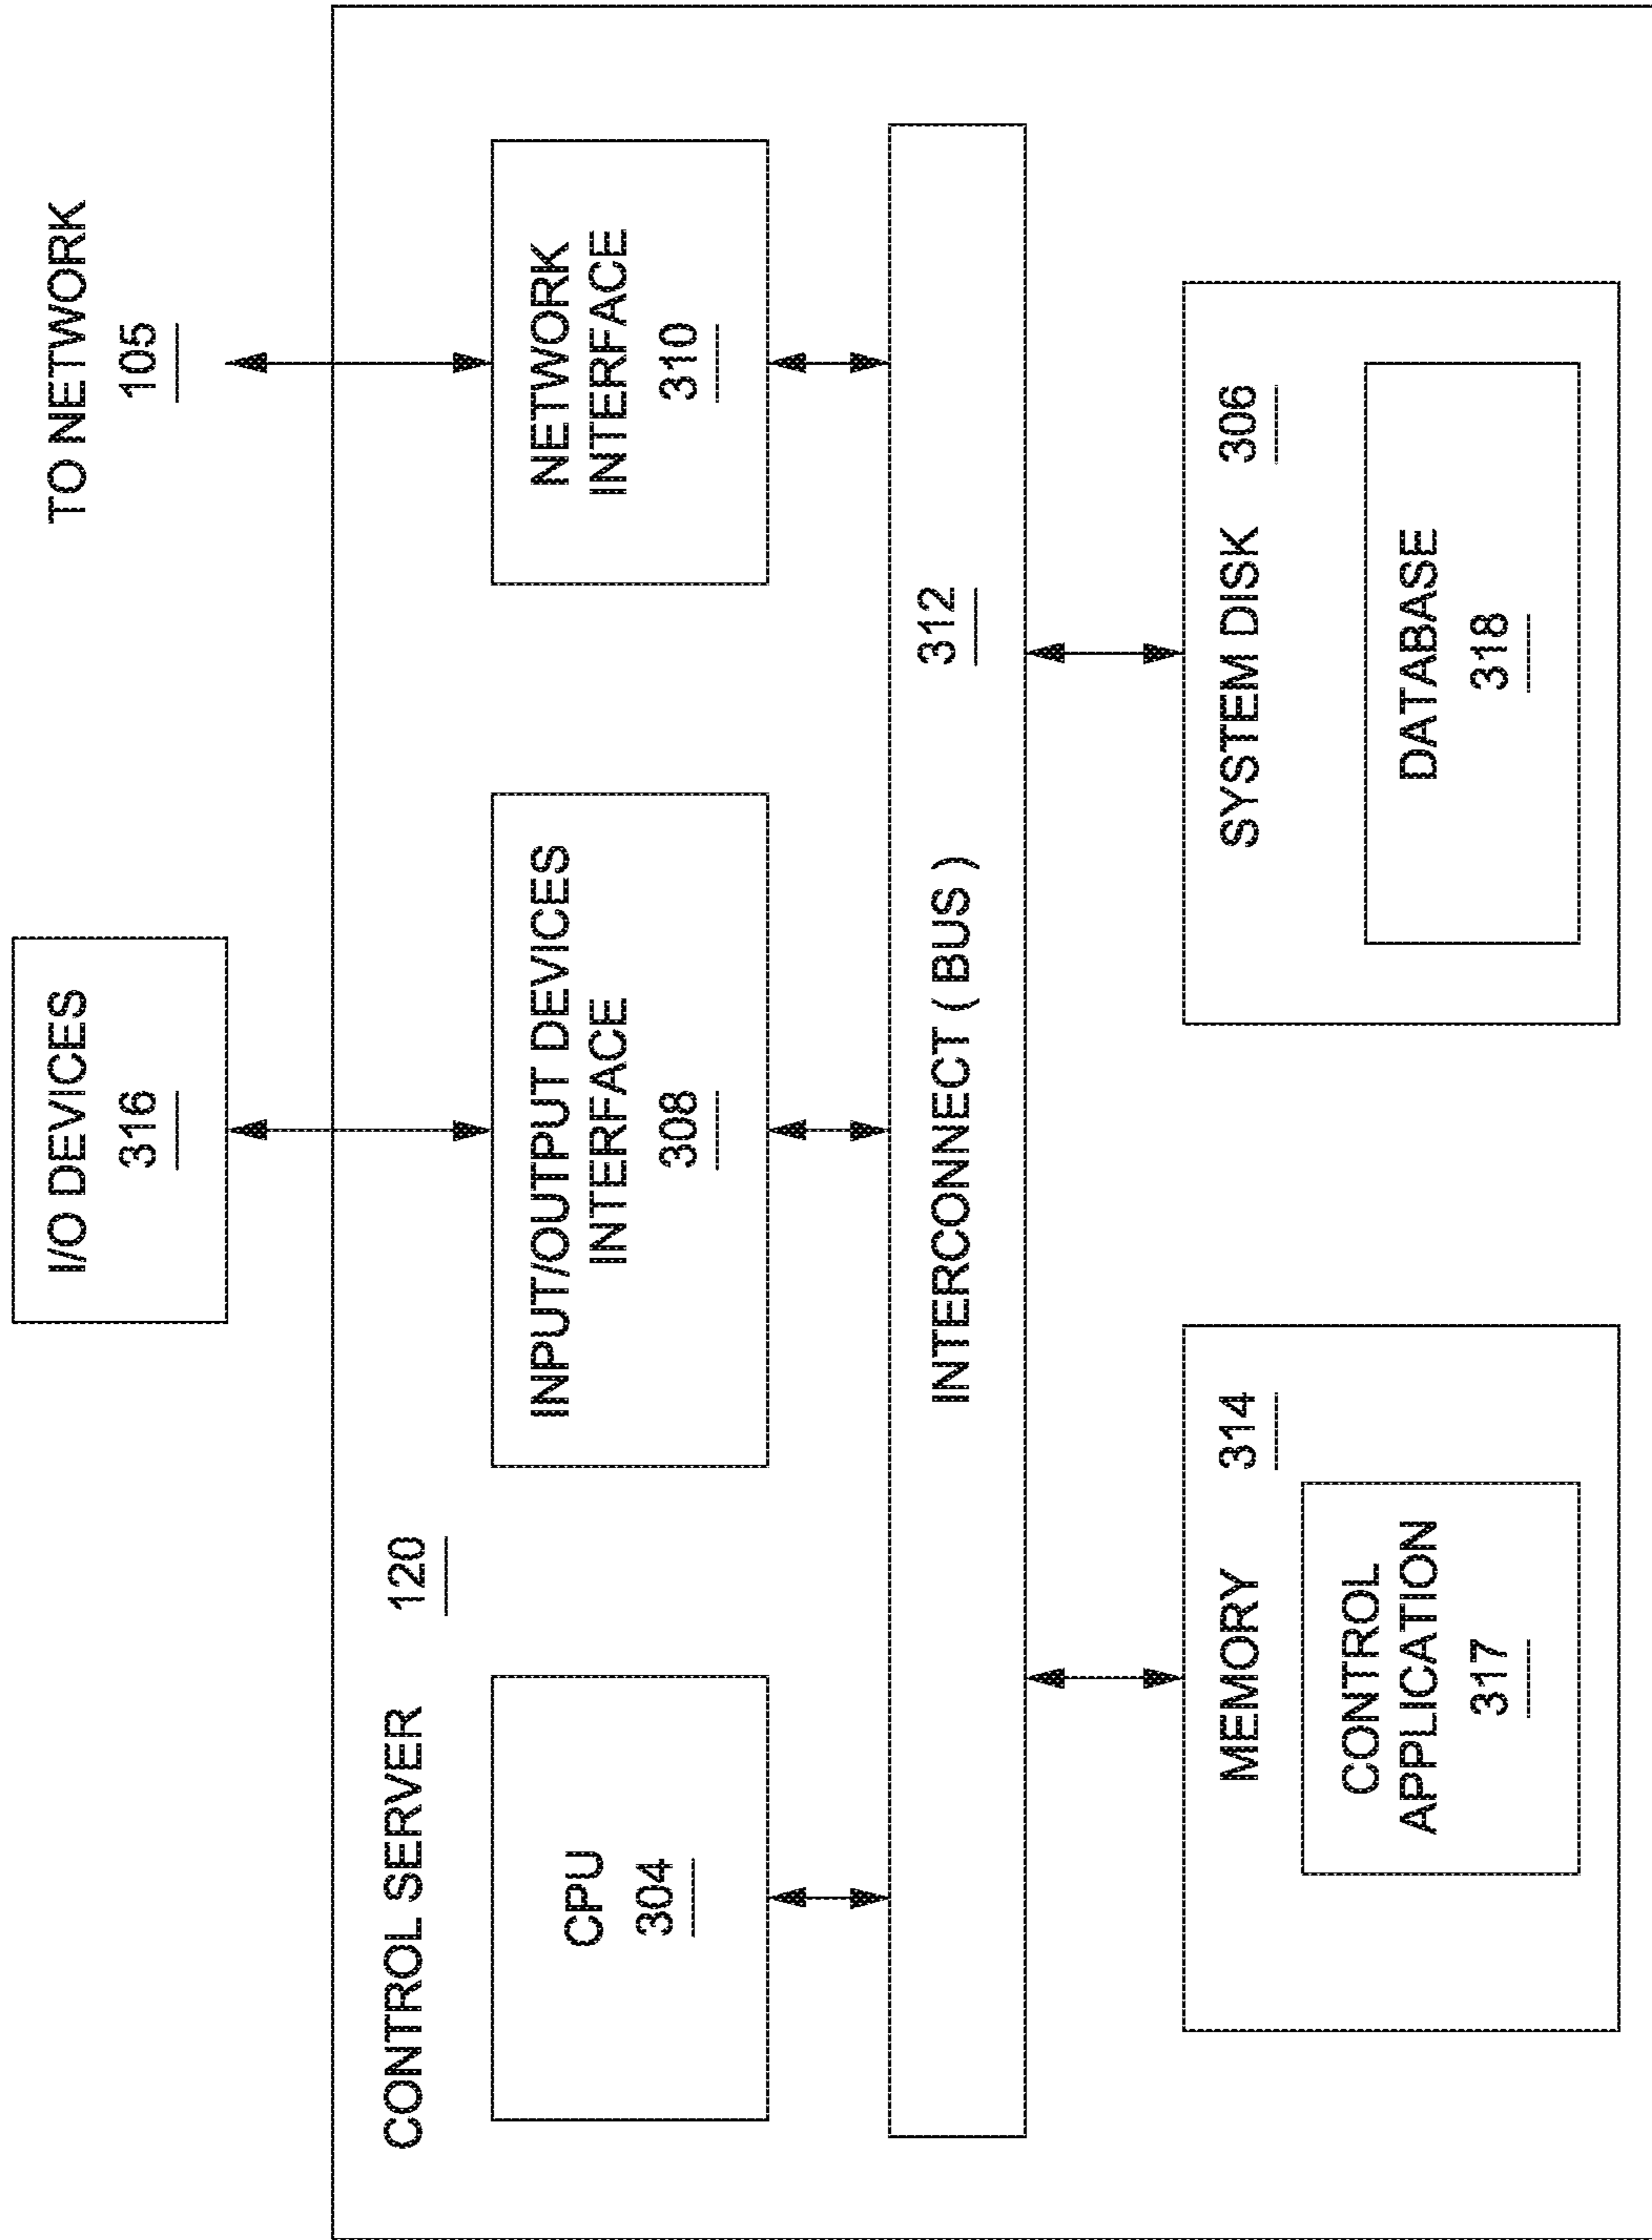 I/O DEVICES
316
TO NETWORK
105
CONTROL SERVER 120
CPU
304
INPUT/OUTPUT DEVICES
INTERFACE
308
NETWORK
INTERFACE
310
INTERCONNECT ( BUS ) 312
MEMORY 314
CONTROL
APPLICATION
317
SYSTEM DISK 306
DATABASE
318